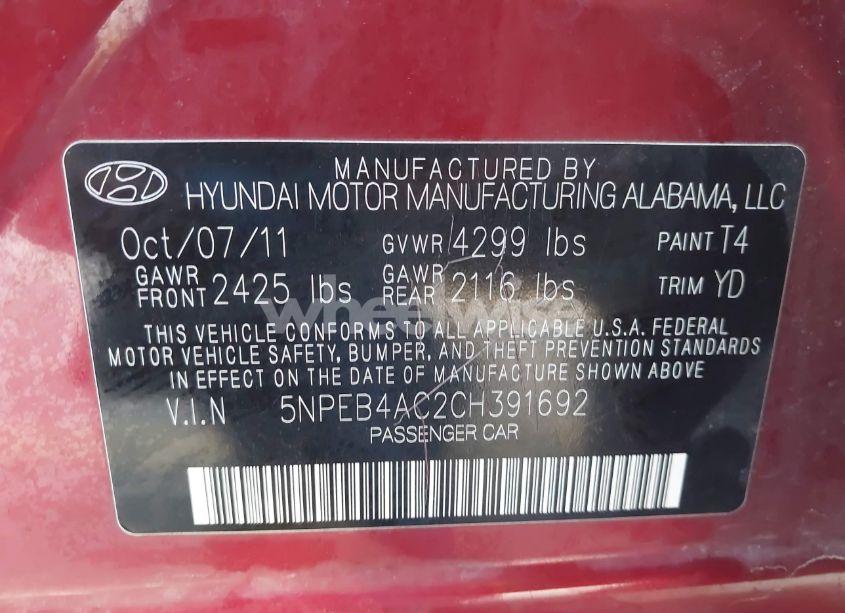 MANUFACTURED BY
HYUNDAI MOTOR MANUFACTURING ALABAMA, LLC
Oct/07/11 GVWR 4299 lbs PAINT T4
GAWR FRONT 2425 lbs GAWR REAR 2116 lbs TRIM YD
wheelwise
THIS VEHICLE CONFORMS TO ALL APPLICABLE U.S.A. FEDERAL
MOTOR VEHICLE SAFETY, BUMPER, AND THEFT PREVENTION STANDARDS
IN EFFECT ON THE DATE OF MANUFACTURE SHOWN ABOVE
V.I.N 5NPEB4AC2CH391692
PASSENGER CAR